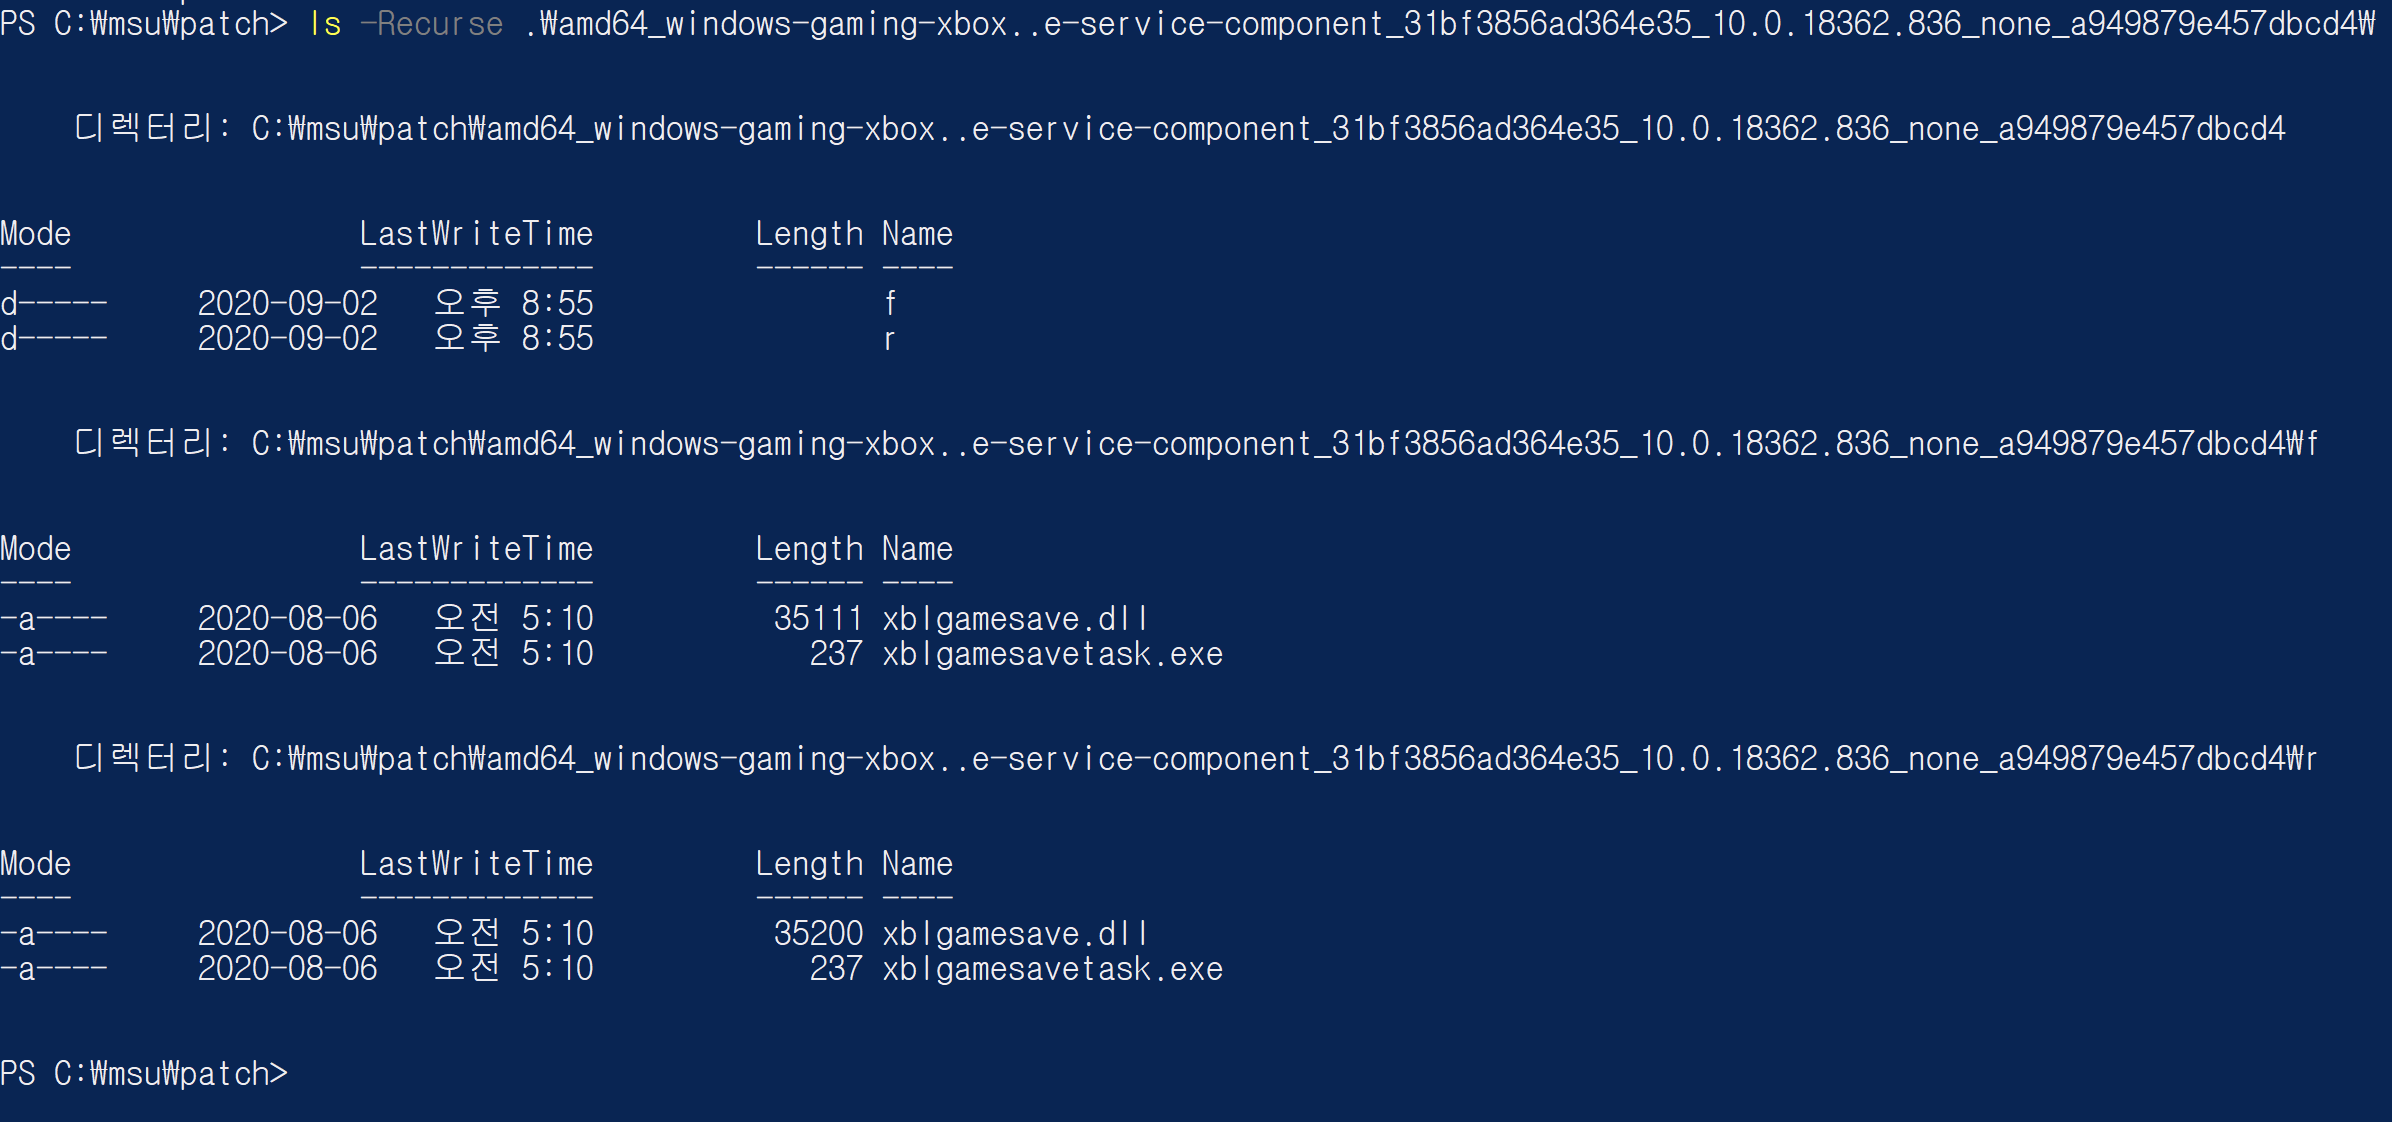 PS C:₩msu₩patch> ls -Recurse .₩amd64_windows-gaming-xbox..e-service-component_31bf3856ad364e35_10.0.18362.836_none_a949879e457dbcd4₩
디렉터리: C:₩msu₩patch₩amd64_windows-gaming-xbox..e-service-component_31bf3856ad364e35_10.0.18362.836_none_a949879e457dbcd4
Mode                LastWriteTime         Length Name
----                -------------         ------ ----
d-----     2020-09-02   오후 8:55                f
d-----     2020-09-02   오후 8:55                r
디렉터리: C:₩msu₩patch₩amd64_windows-gaming-xbox..e-service-component_31bf3856ad364e35_10.0.18362.836_none_a949879e457dbcd4₩f
Mode                LastWriteTime         Length Name
----                -------------         ------ ----
-a----     2020-08-06   오전 5:10          35111 xblgamesave.dll
-a----     2020-08-06   오전 5:10            237 xblgamesavetask.exe
디렉터리: C:₩msu₩patch₩amd64_windows-gaming-xbox..e-service-component_31bf3856ad364e35_10.0.18362.836_none_a949879e457dbcd4₩r
Mode                LastWriteTime         Length Name
----                -------------         ------ ----
-a----     2020-08-06   오전 5:10          35200 xblgamesave.dll
-a----     2020-08-06   오전 5:10            237 xblgamesavetask.exe
PS C:₩msu₩patch>